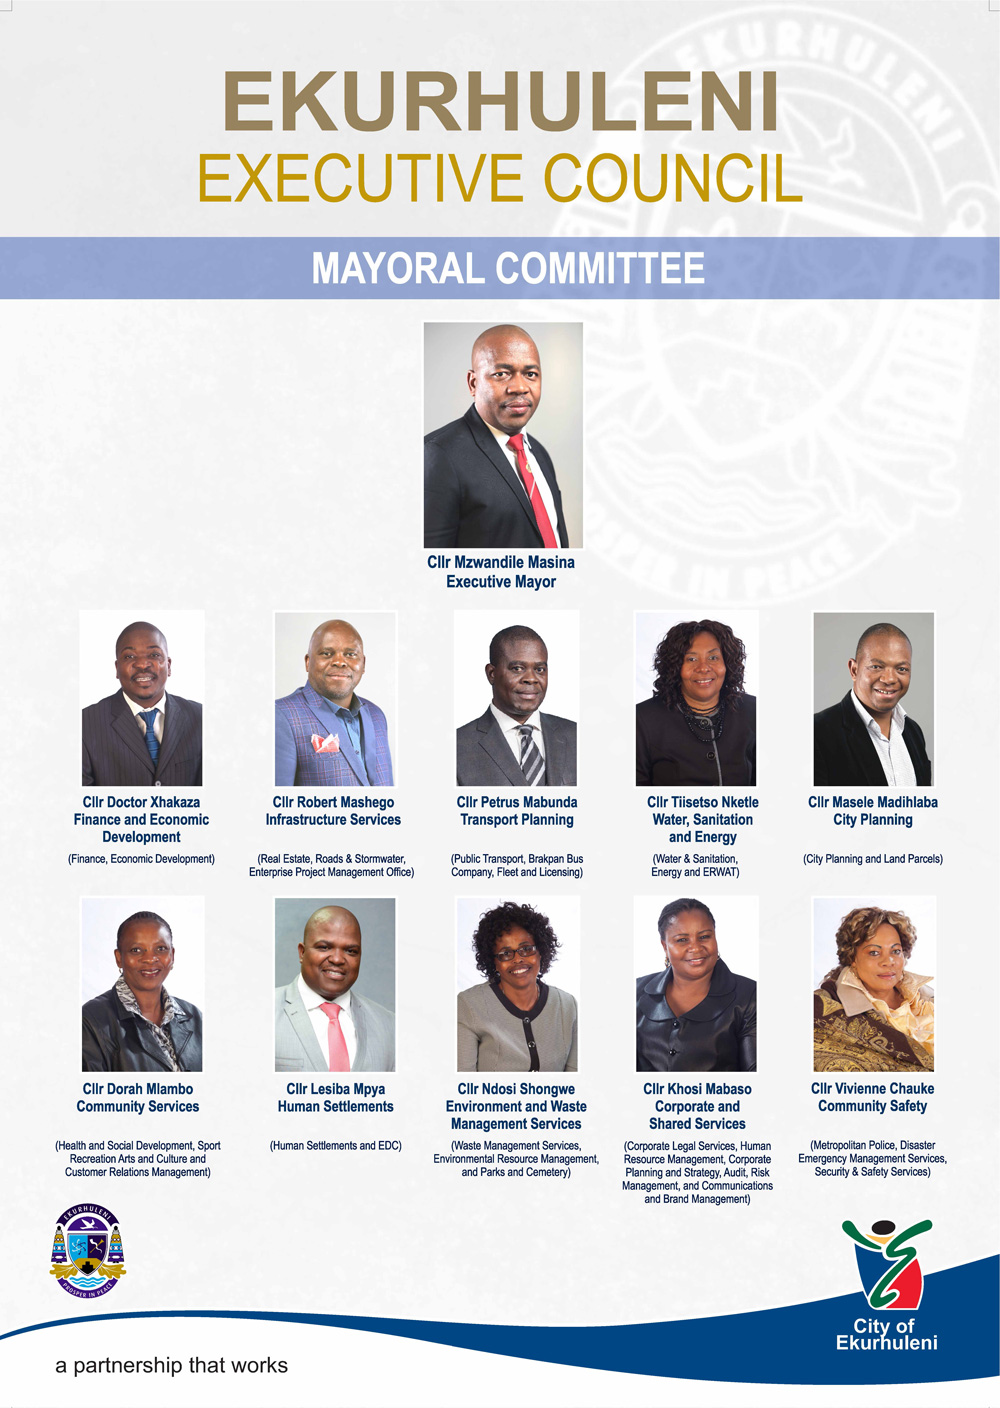 EKURHULENI
EXECUTIVE COUNCIL
MAYORAL COMMITTEE
Cllr Mzwandile Masina
Executive Mayor
Cllr Doctor Xhakaza
Finance and Economic
Development
(Finance, Economic Development)
Cllr Robert Mashego
Infrastructure Services
(Real Estate, Roads & Stormwater,
Enterprise Project Management Office)
Cllr Petrus Mabunda
Transport Planning
(Public Transport, Brakpan Bus
Company, Fleet and Licensing)
Cllr Tiisetso Nketle
Water, Sanitation
and Energy
(Water & Sanitation,
Energy and ERWAT)
Cllr Masele Madihlaba
City Planning
(City Planning and Land Parcels)
Cllr Dorah Mlambo
Community Services
(Health and Social Development, Sport
Recreation Arts and Culture and
Customer Relations Management)
Cllr Lesiba Mpya
Human Settlements
(Human Settlements and EDC)
Cllr Ndosi Shongwe
Environment and Waste
Management Services
(Waste Management Services,
Environmental Resource Management,
and Parks and Cemetery)
Cllr Khosi Mabaso
Corporate and
Shared Services
(Corporate Legal Services, Human
Resource Management, Corporate
Planning and Strategy, Audit, Risk
Management, and Communications
and Brand Management)
Cllr Vivienne Chauke
Community Safety
(Metropolitan Police, Disaster
Emergency Management Services,
Security & Safety Services)
EKURHULENI
PROSPER IN PEACE
City of
Ekurhuleni
a partnership that works
EKURHULENI
PROSPER IN PEACE